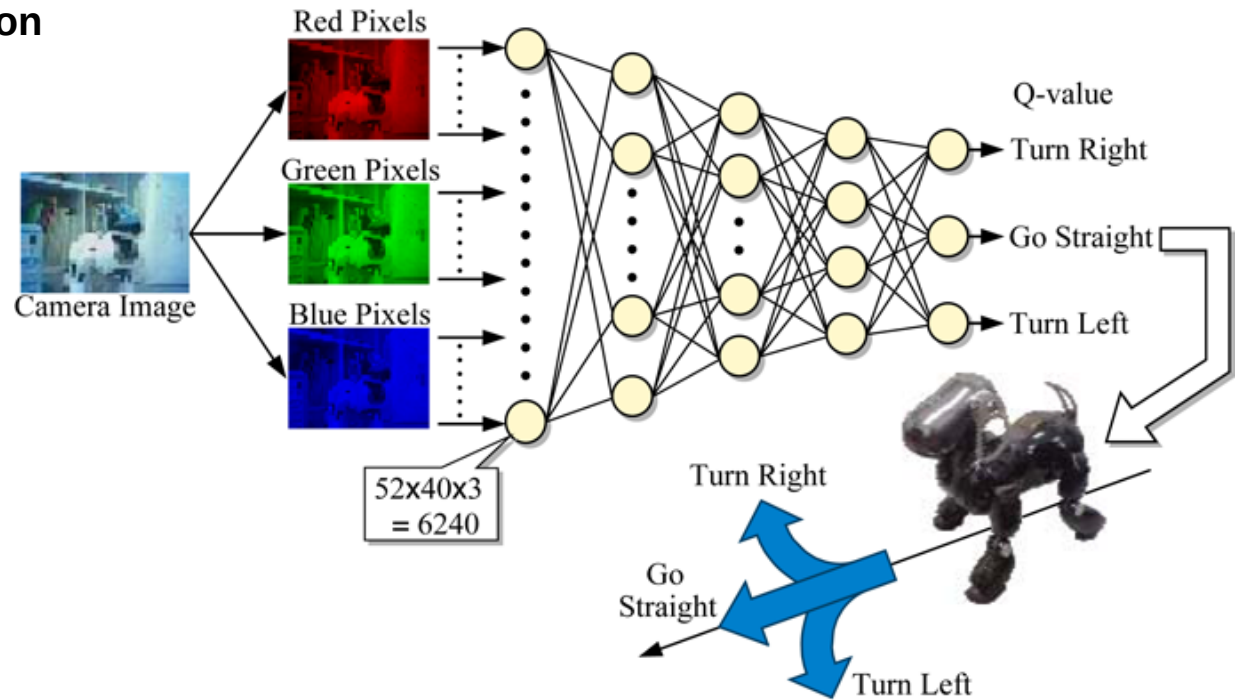 on
Red Pixels
Green Pixels
Camera Image
Blue Pixels
52x40x3
= 6240
Q-value
Turn Right
Go Straight
Turn Left
Turn Right
Go
Straight
Turn Left